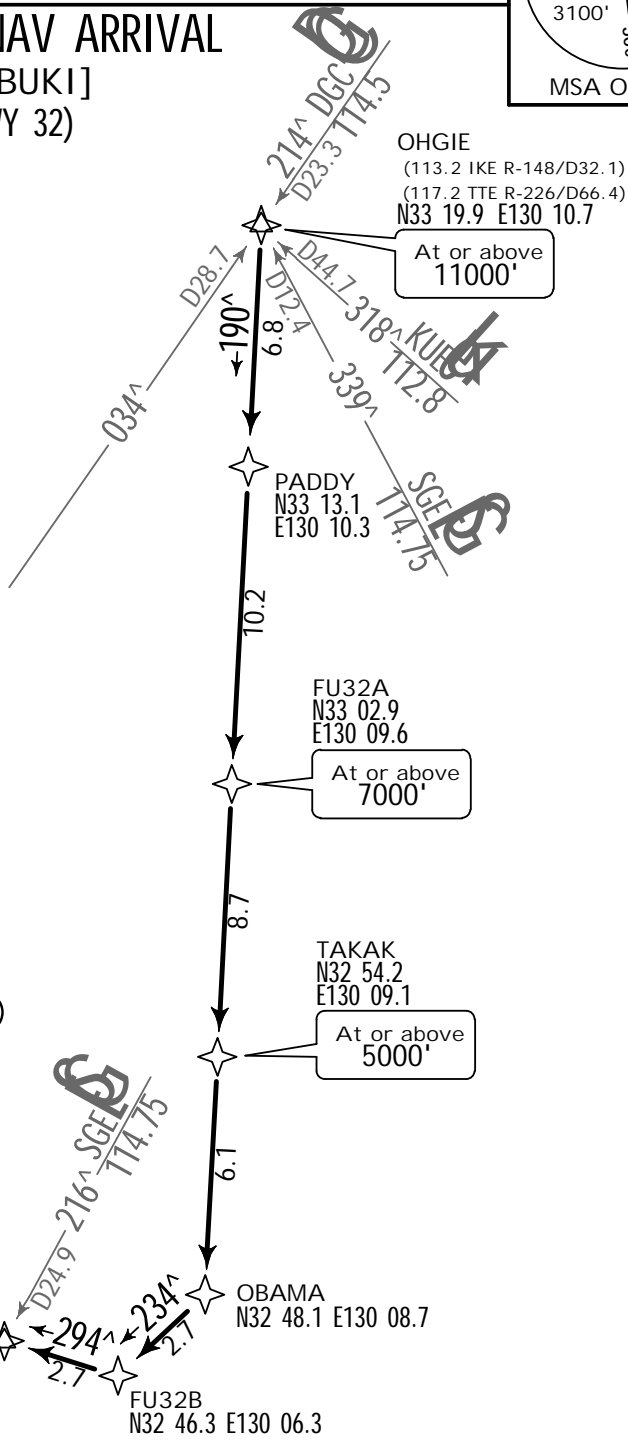 NAV ARRIVAL
BUKI]
Y 32)
3100'
MSA O
214^ DGC
D23.3 114.5
OHGIE
(113.2 IKE R-148/D32.1)
(117.2 TTE R-226/D66.4)
N33 19.9 E130 10.7
At or above
11000'
D28.7
034^
190^
6.8
D44.7
318^ KUE
112.8
D12.4
339^
SGE
114.75
PADDY
N33 13.1
E130 10.3
10.2
FU32A
N33 02.9
E130 09.6
At or above
7000'
8.7
TAKAK
N32 54.2
E130 09.1
At or above
5000'
216^ SGE
114.75
D24.9
6.1
OBAMA
N32 48.1 E130 08.7
234^
2.7
294^
2.7
FU32B
N32 46.3 E130 06.3